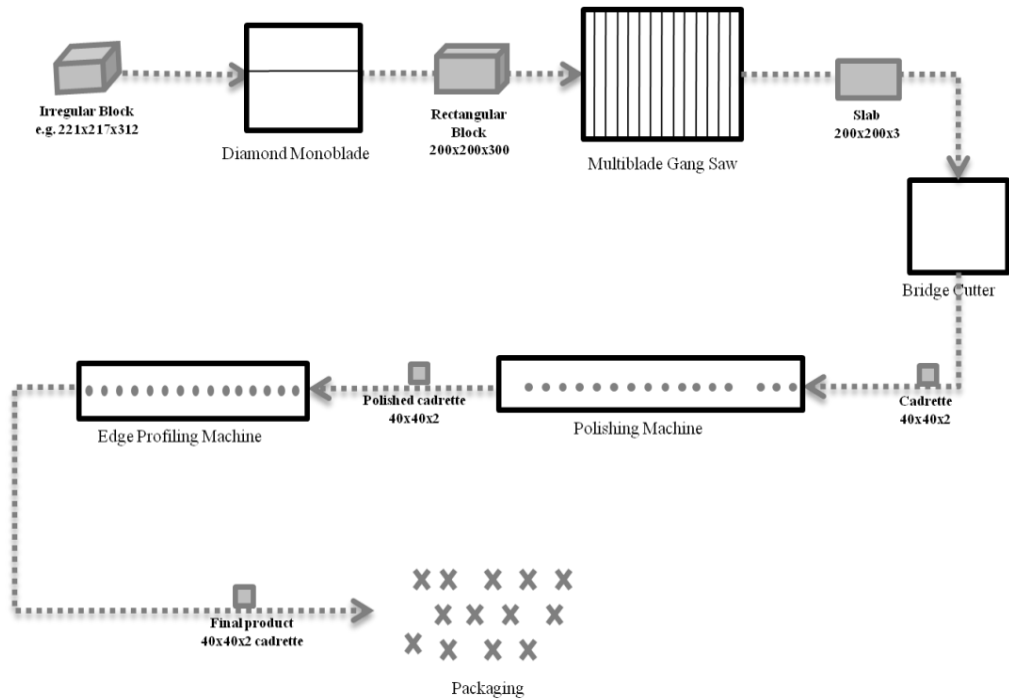 Irregular Block
e.g. 221x217x312
Diamond Monoblade
Rectangular
Block
200x200x300
Multiblade Gang Saw
Slab
200x200x3
Bridge Cutter
Cadrette
40x40x2
Polishing Machine
Polished cadrette
40x40x2
Edge Profiling Machine
Final product
40x40x2 cadrette
Packaging